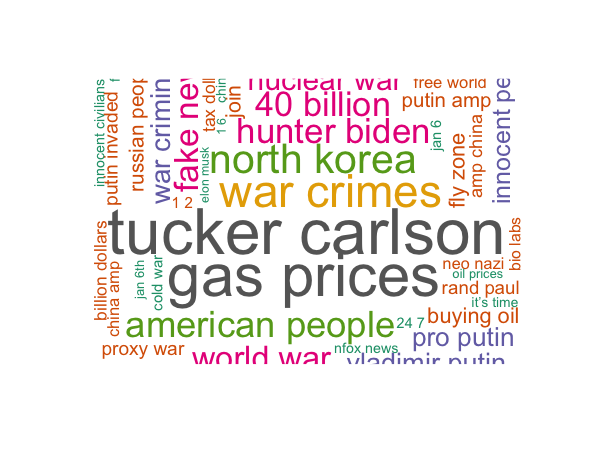 nuclear war
free world
40 billion
putin amp
hunter biden
north korea
war crimes
tucker carlson
gas prices
american people
24 7
proxy war
world war
nfox news
vladimir putin
pro putin
buying oil
it's time
rand paul
oil prices
neo nazi
bio labs
innocent civilians
putin invaded
russian peop
war crimin
fake nev
1 2
elon musk
tax doll
1 6
chin
join
jan 6
fly zone
amp china
innocent pe
billion dollars
china amp
jan 6th
cold war